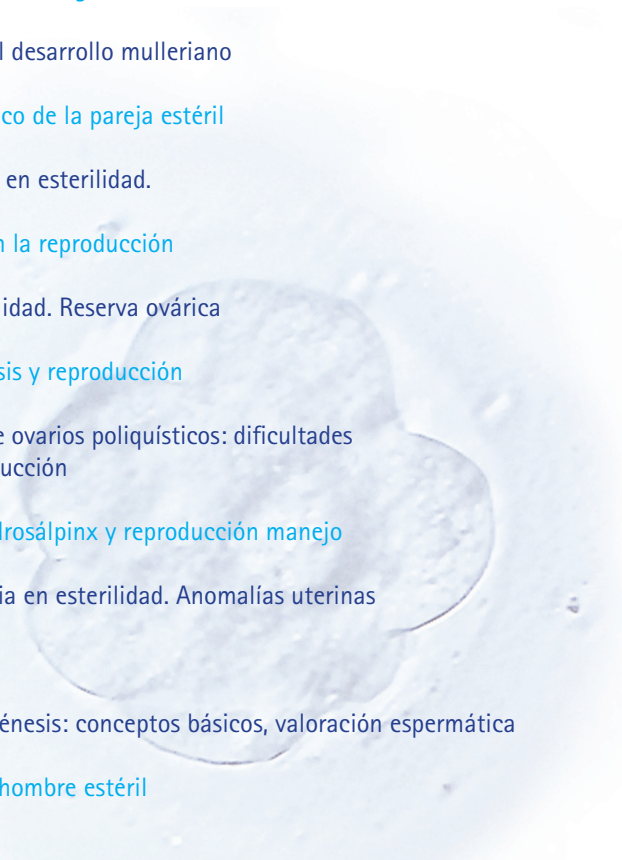 l desarrollo mulleriano
co de la pareja estéril
en esterilidad.
n la reproducción
idad. Reserva ovárica
sis y reproducción
e ovarios poliquísticos: dificultades
ucción
drosálpinx y reproducción manejo
ia en esterilidad. Anomalías uterinas
énesis: conceptos básicos, valoración espermática
hombre estéril